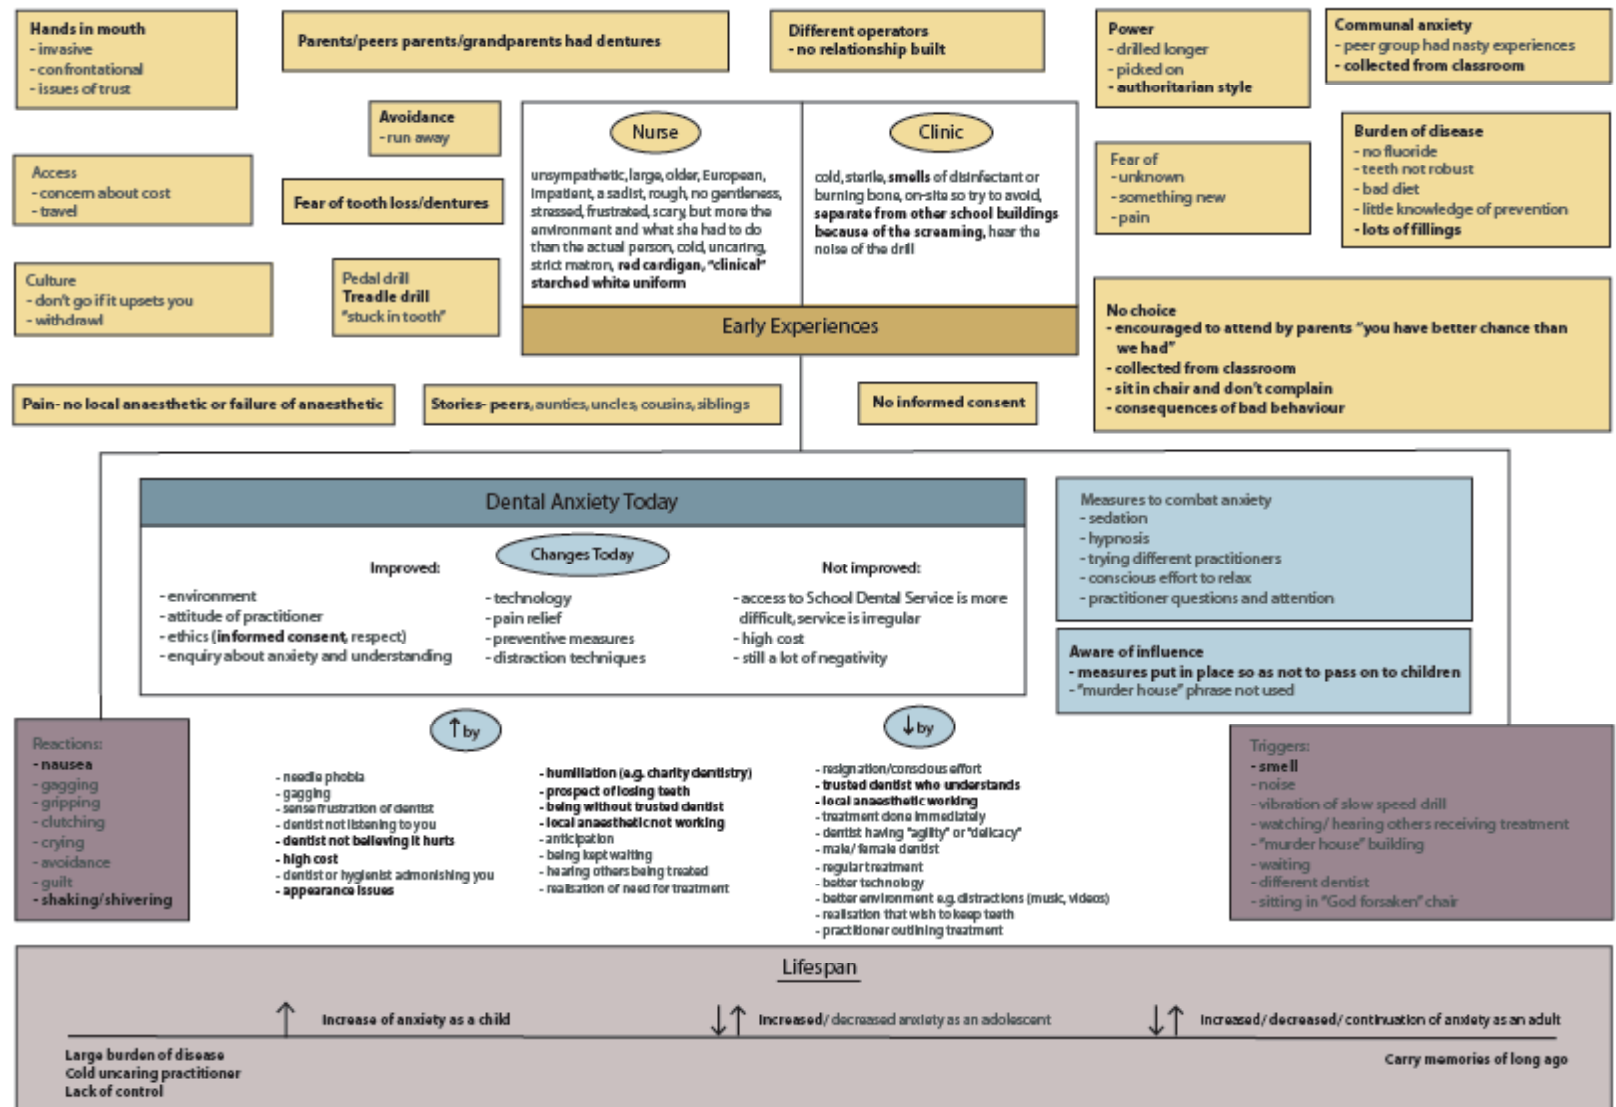 Hands in mouth
- invasive
- confrontational
- issues of trust
Parents/peers parents/grandparents had dentures
Different operators
- no relationship built
Power
- drilled longer
- picked on
- authoritarian style
Communal anxiety
- peer group had nasty experiences
- collected from classroom
Avoidance
- run away
Nurse
unsympathetic, large, older, European,
impatient, a sadist, rough, no gentleness,
stressed, frustrated, scary, but more the
environment and what she had to do
than the actual person, cold, uncaring,
strict matron, red cardigan, "clinical"
starched white uniform
Clinic
cold, sterile, smells of disinfectant or
burning bone, on-site so try to avoid,
separate from other school buildings
because of the screaming, hear the
noise of the drill
Burden of disease
- no fluoride
- teeth not robust
- bad diet
- little knowledge of prevention
- lots of fillings
Access
- concern about cost
- travel
Fear of tooth loss/dentures
Fear of
- unknown
- something new
- pain
Culture
- don't go if it upsets you
- withdrawl
Pedal drill
Treadle drill
"stuck in tooth"
Early Experiences
No choice
- encouraged to attend by parents "you have better chance than
we had"
- collected from classroom
- sit in chair and don't complain
- consequences of bad behaviour
Pain- no local anaesthetic or failure of anaesthetic
Stories- peers, aunties, uncles, cousins, siblings
No informed consent
Dental Anxiety Today
Changes Today
Improved:
- environment
- attitude of practitioner
- ethics (informed consent, respect)
- enquiry about anxiety and understanding
- technology
- pain relief
- preventive measures
- distraction techniques
Not improved:
- access to School Dental Service is more
difficult, service is irregular
- high cost
- still a lot of negativity
Measures to combat anxiety
- sedation
- hypnosis
- trying different practitioners
- conscious effort to relax
- practitioner questions and attention
Aware of influence
- measures put in place so as not to pass on to children
- "murder house" phrase not used
Reactions:
- nausea
- gagging
- gripping
- clutching
- crying
- avoidance
- guilt
- shaking/shivering
↑ by
- needle phobia
- gagging
- sense frustration of dentist
- dentist not listening to you
- dentist not believing it hurts
- high cost
- dentist or hygienist admonishing you
- appearance issues
- humiliation (e.g. charity dentistry)
- prospect of losing teeth
- being without trusted dentist
- local anaesthetic not working
- anticipation
- being kept waiting
- hearing others being treated
- realisation of need for treatment
↓ by
- resignation/conscious effort
- trusted dentist who understands
- local anaesthetic working
- treatment done immediately
- dentist having "agility" or "delicacy"
- male/ female dentist
- regular treatment
- better technology
- better environment e.g. distractions (music, videos)
- realisation that wish to keep teeth
- practitioner outlining treatment
Triggers:
- smell
- noise
- vibration of slow speed drill
- watching/ hearing others receiving treatment
- "murder house" building
- waiting
- different dentist
- sitting in "God forsaken" chair
Lifespan
↑ Increase of anxiety as a child
↓↑ Increased/ decreased anxiety as an adolescent
↓↑ Increased/ decreased/ continuation of anxiety as an adult
Large burden of disease
Cold uncaring practitioner
Lack of control
Carry memories of long ago